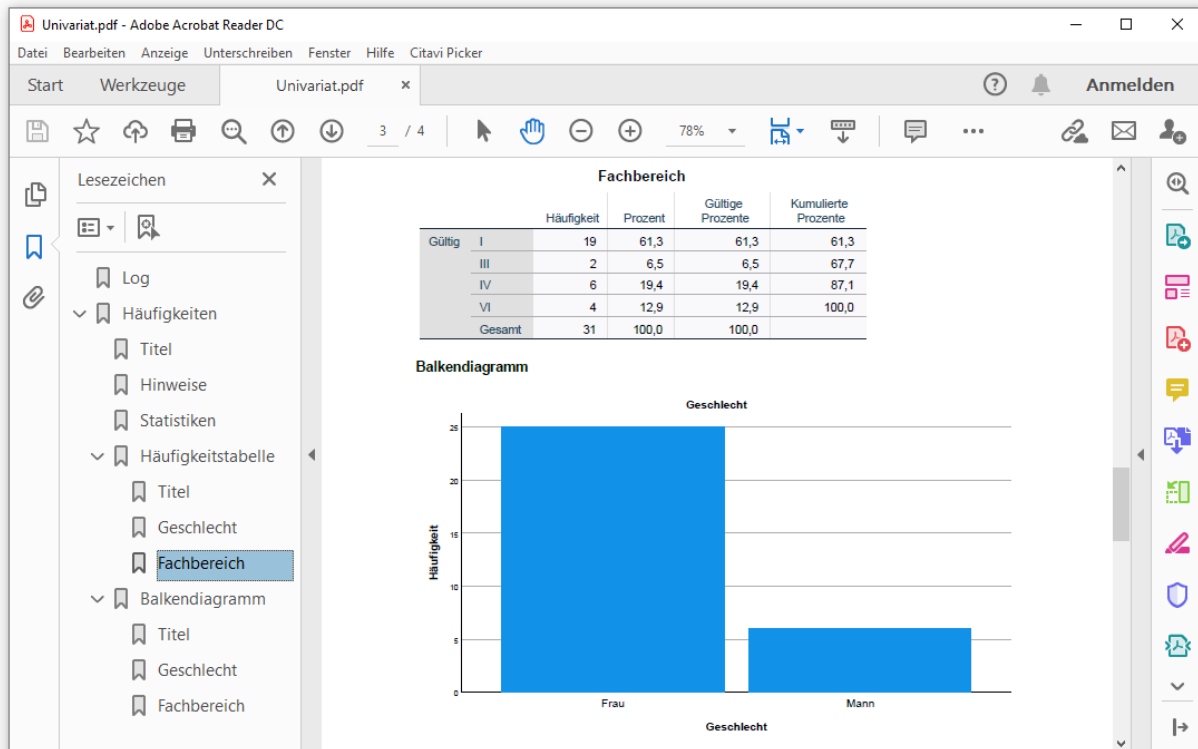 Univariat.pdf - Adobe Acrobat Reader DC
Datei Bearbeiten Anzeige Unterschreiben Fenster Hilfe Citavi Picker
Start Werkzeuge Univariat.pdf × ? Anmelden
3 / 4 78%
Lesezeichen
Log
Häufigkeiten
Titel
Hinweise
Statistiken
Häufigkeitstabelle
Titel
Geschlecht
Fachbereich
Balkendiagramm
Titel
Geschlecht
Fachbereich
Fachbereich
Häufigkeit Prozent Gültige Prozente Kumulierte Prozente
Gültig I 19 61,3 61,3 61,3
III 2 6,5 6,5 67,7
IV 6 19,4 19,4 87,1
VI 4 12,9 12,9 100,0
Gesamt 31 100,0 100,0
Balkendiagramm
Geschlecht
Häufigkeit
25
20
15
10
5
0
Frau Mann
Geschlecht